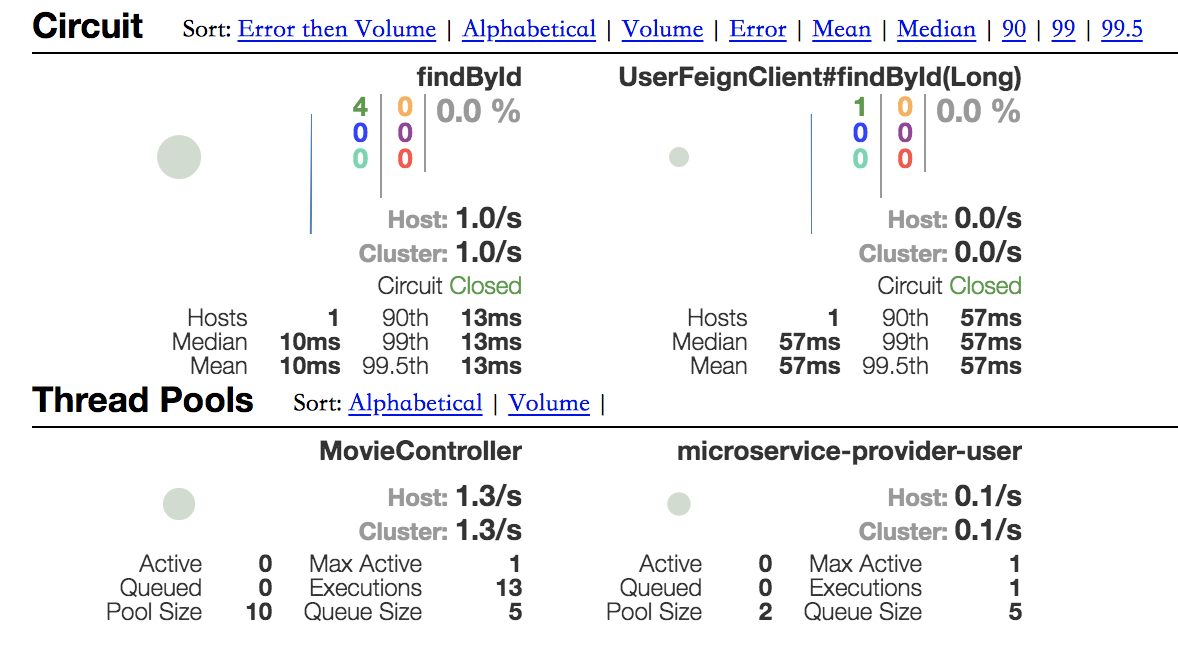 Circuit Sort: Error then Volume | Alphabetical | Volume | Error | Mean | Median | 90 | 99 | 99.5
findById UserFeignClient#findById(Long)
4 0 0.0 % 1 0 0.0 %
0 0 0 0
0 0 0 0
Host: 1.0/s Host: 0.0/s
Cluster: 1.0/s Cluster: 0.0/s
Circuit Closed Circuit Closed
Hosts 1 90th 13ms Hosts 1 90th 57ms
Median 10ms 99th 13ms Median 57ms 99th 57ms
Mean 10ms 99.5th 13ms Mean 57ms 99.5th 57ms
Thread Pools Sort: Alphabetical | Volume |
MovieController microservice-provider-user
Host: 1.3/s Host: 0.1/s
Cluster: 1.3/s Cluster: 0.1/s
Active 0 Max Active 1 Active 0 Max Active 1
Queued 0 Executions 13 Queued 0 Executions 1
Pool Size 10 Queue Size 5 Pool Size 2 Queue Size 5